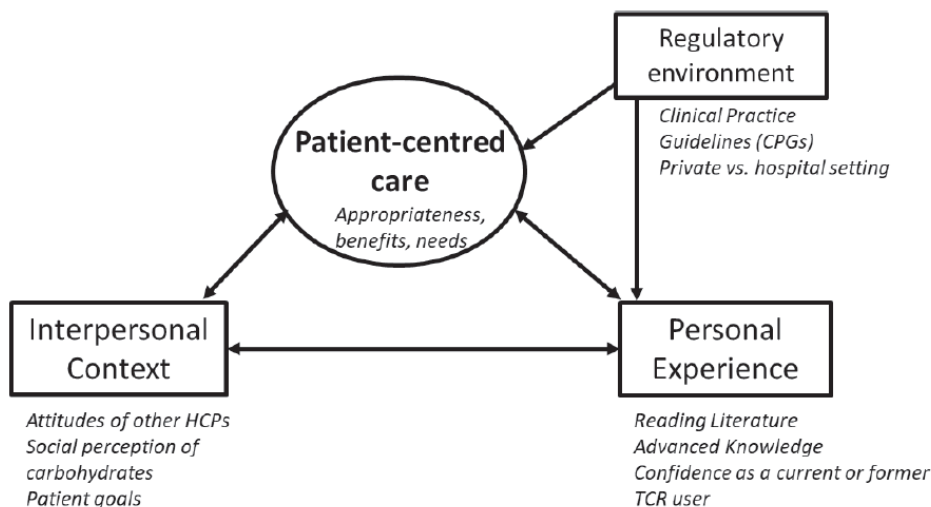 Regulatory
environment
Clinical Practice
Guidelines (CPGs)
Private vs. hospital setting
Patient-centred
care
Appropriateness,
benefits, needs
Interpersonal
Context
Attitudes of other HCPs
Social perception of
carbohydrates
Patient goals
Personal
Experience
Reading Literature
Advanced Knowledge
Confidence as a current or former
TCR user